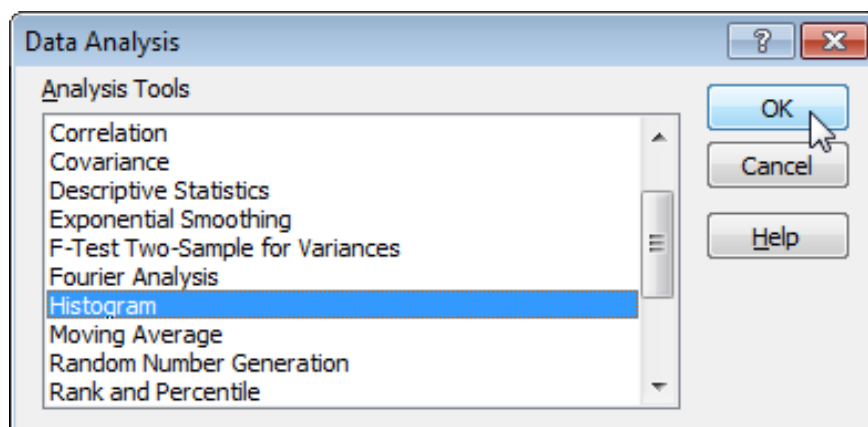 Data Analysis
Analysis Tools
Correlation
Covariance
Descriptive Statistics
Exponential Smoothing
F-Test Two-Sample for Variances
Fourier Analysis
Histogram
Moving Average
Random Number Generation
Rank and Percentile
OK
Cancel
Help